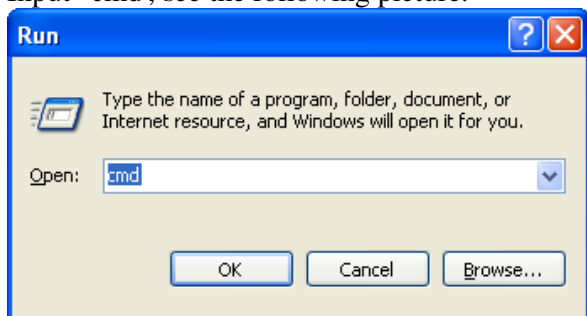 Input "cmd", see the following picture:
Run
Type the name of a program, folder, document, or
Internet resource, and Windows will open it for you.
Open: cmd
OK Cancel Browse...